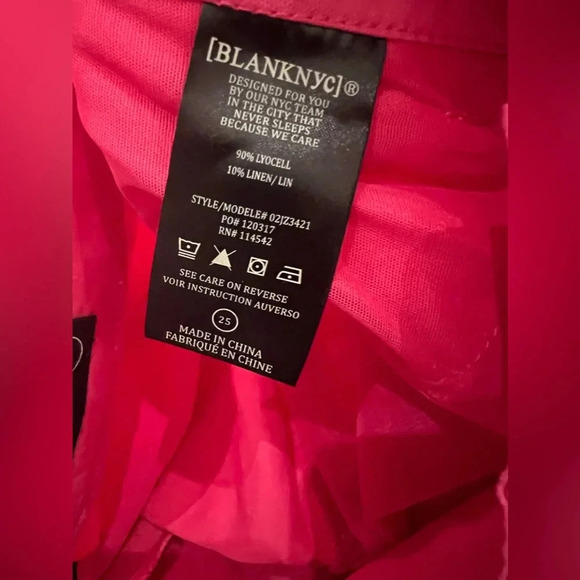 [BLANKNYC]®
DESIGNED FOR YOU
BY OUR NYC TEAM
IN THE CITY THAT
NEVER SLEEPS
BECAUSE WE CARE
90% LYOCELL
10% LINEN/ LIN
STYLE/MODELE# 02JZ3421
PO# 120317
RN# 114542
SEE CARE ON REVERSE
VOIR INSTRUCTION AUVERSO
25
MADE IN CHINA
FABRIQUÉ EN CHINE